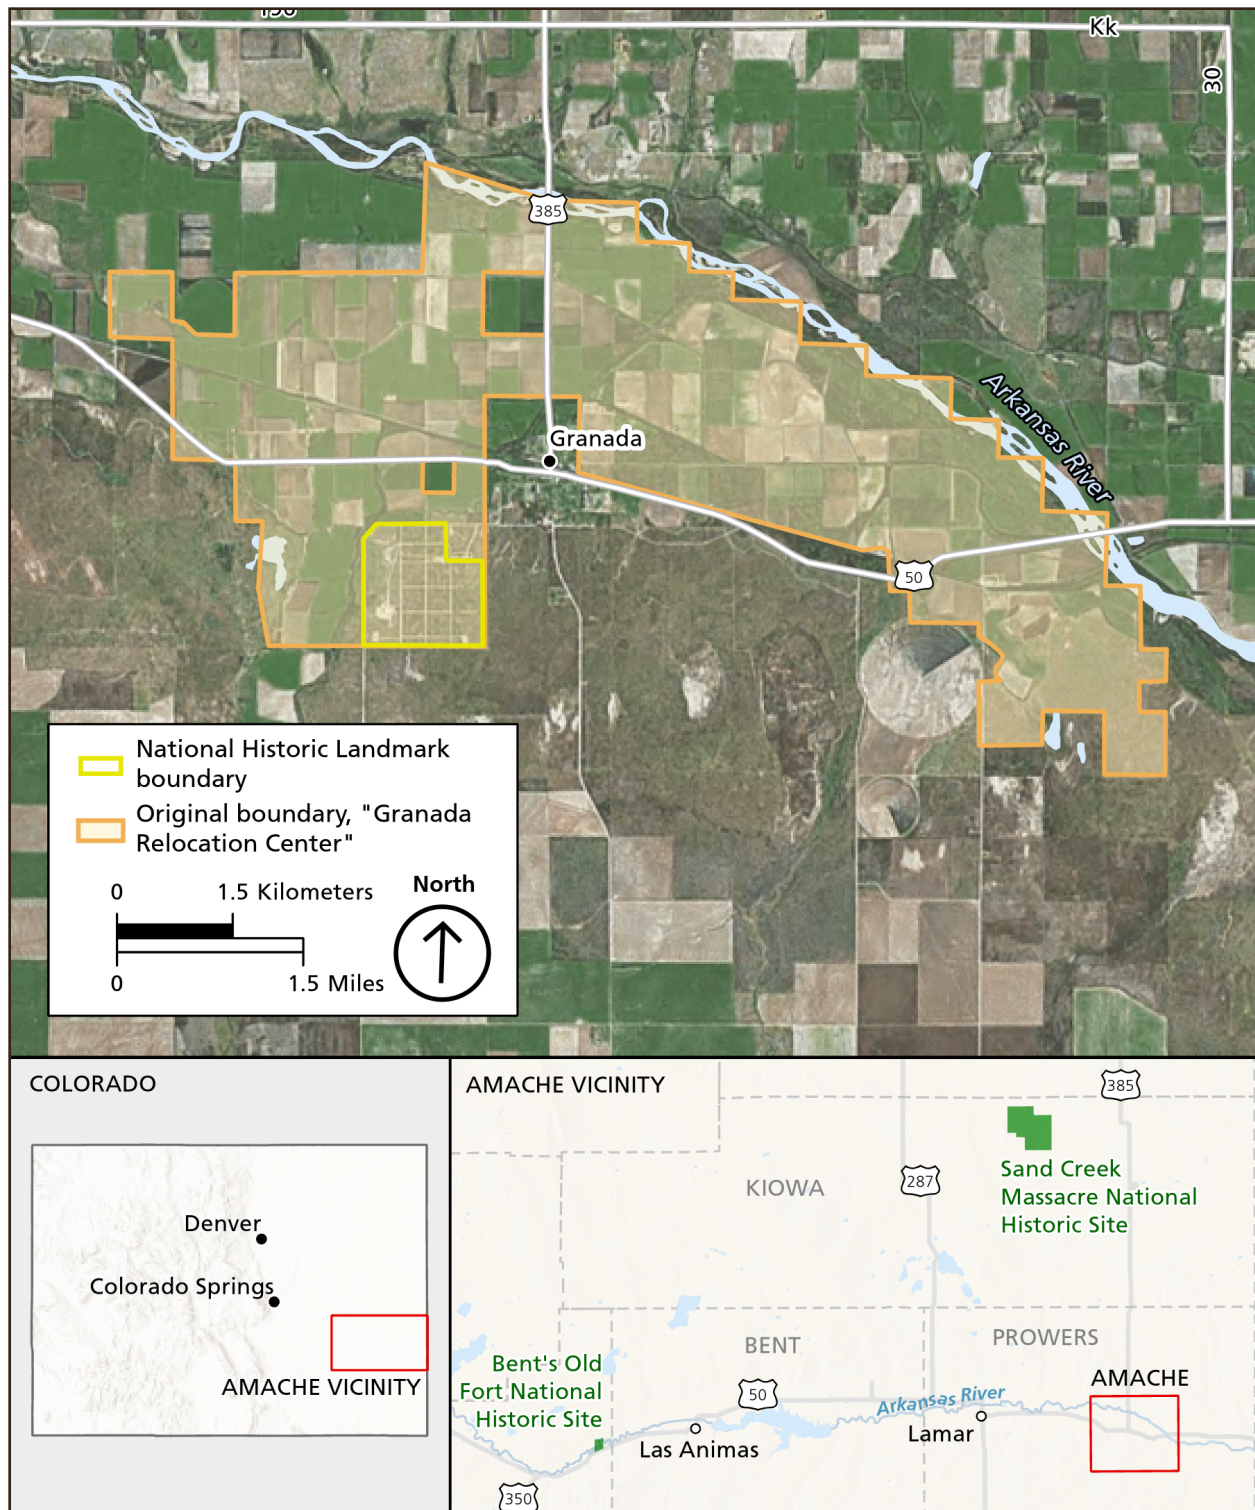 Kk
30
385
Granada
Arkansas River
50
National Historic Landmark
boundary
Original boundary, "Granada
Relocation Center"
0 1.5 Kilometers
North
0 1.5 Miles
COLORADO
Denver
Colorado Springs
AMACHE VICINITY
AMACHE VICINITY
385
Sand Creek
Massacre National
Historic Site
KIOWA
287
BENT
PROWERS
Bent's Old
Fort National
Historic Site
50
Arkansas River
AMACHE
Las Animas
Lamar
350